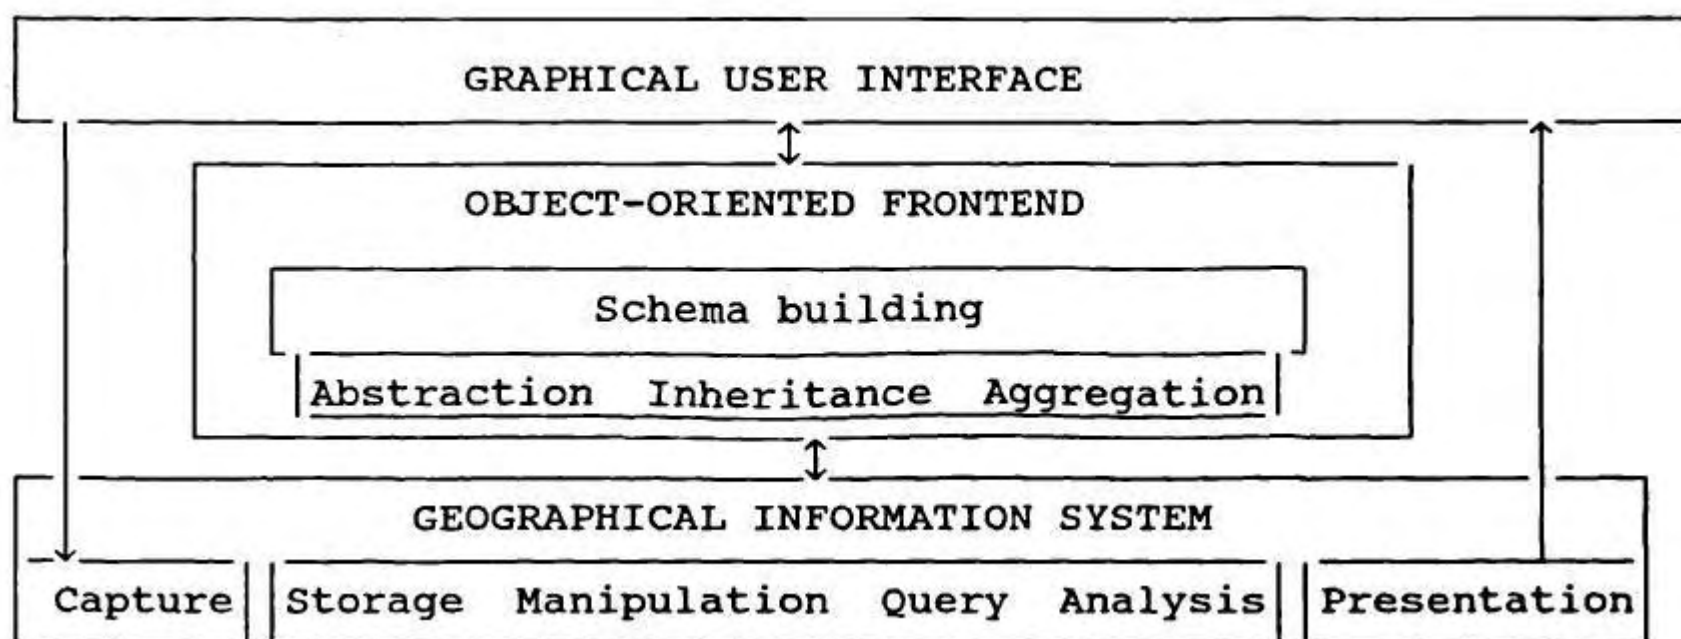 GRAPHICAL USER INTERFACE
OBJECT-ORIENTED FRONTEND
Schema building
Abstraction Inheritance Aggregation
GEOGRAPHICAL INFORMATION SYSTEM
Capture Storage Manipulation Query Analysis Presentation